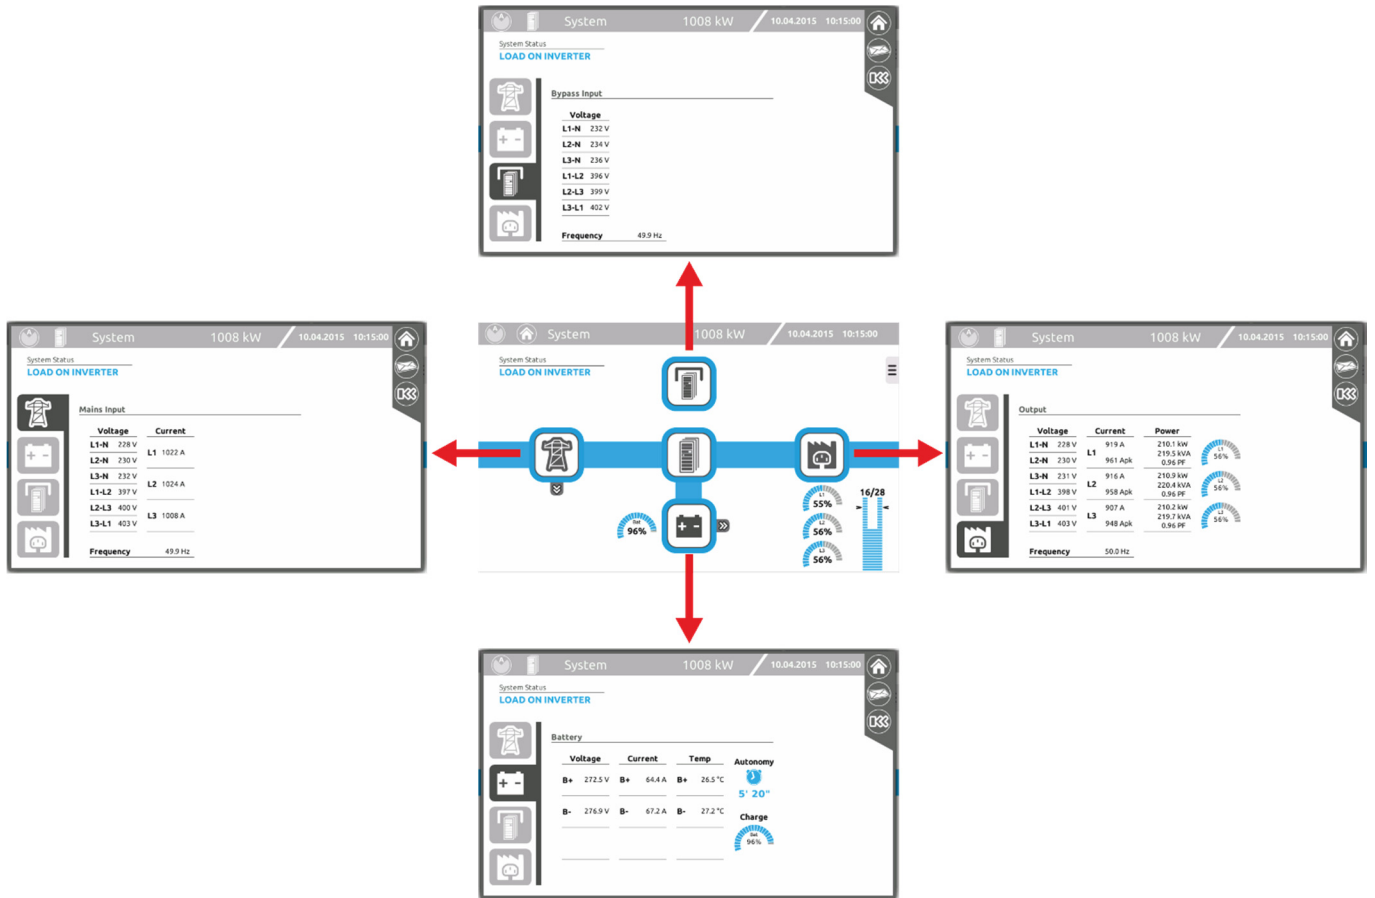 System 1008 kW 10.04.2015 10:15:00
System Status
LOAD ON INVERTER
Bypass Input
Voltage
L1-N 232 V
L2-N 234 V
L3-N 236 V
L1-L2 396 V
L2-L3 399 V
L3-L1 402 V
Frequency 49.9 Hz
System 1008 kW 10.04.2015 10:15:00
System Status
LOAD ON INVERTER
Mains Input
Voltage Current
L1-N 228 V
L1 1022 A
L2-N 230 V
L3-N 232 V
L2 1024 A
L1-L2 397 V
L2-L3 400 V
L3 1008 A
L3-L1 403 V
Frequency 49.9 Hz
System 1008 kW 10.04.2015 10:15:00
System Status
LOAD ON INVERTER
L1
55%
16/28
Bat
96%
L2
56%
L3
56%
System 1008 kW 10.04.2015 10:15:00
System Status
LOAD ON INVERTER
Output
Voltage Current Power
L1-N 228 V 919 A 210.1 kW
L1 219.5 kVA
L2-N 230 V 961 Apk 0.96 PF
L1
56%
L3-N 231 V 916 A 210.9 kW
L2 220.4 kVA
L1-L2 398 V 958 Apk 0.96 PF
L2
56%
L2-L3 401 V 907 A 210.2 kW
L3 219.7 kVA
L3-L1 403 V 948 Apk 0.96 PF
L3
56%
Frequency 50.0 Hz
System 1008 kW 10.04.2015 10:15:00
System Status
LOAD ON INVERTER
Battery
Voltage Current Temp Autonomy
B+ 272.5 V B+ 64.4 A B+ 26.5 °C
5' 20"
B- 276.9 V B- 67.2 A B- 27.2 °C
Charge
Bat
96%